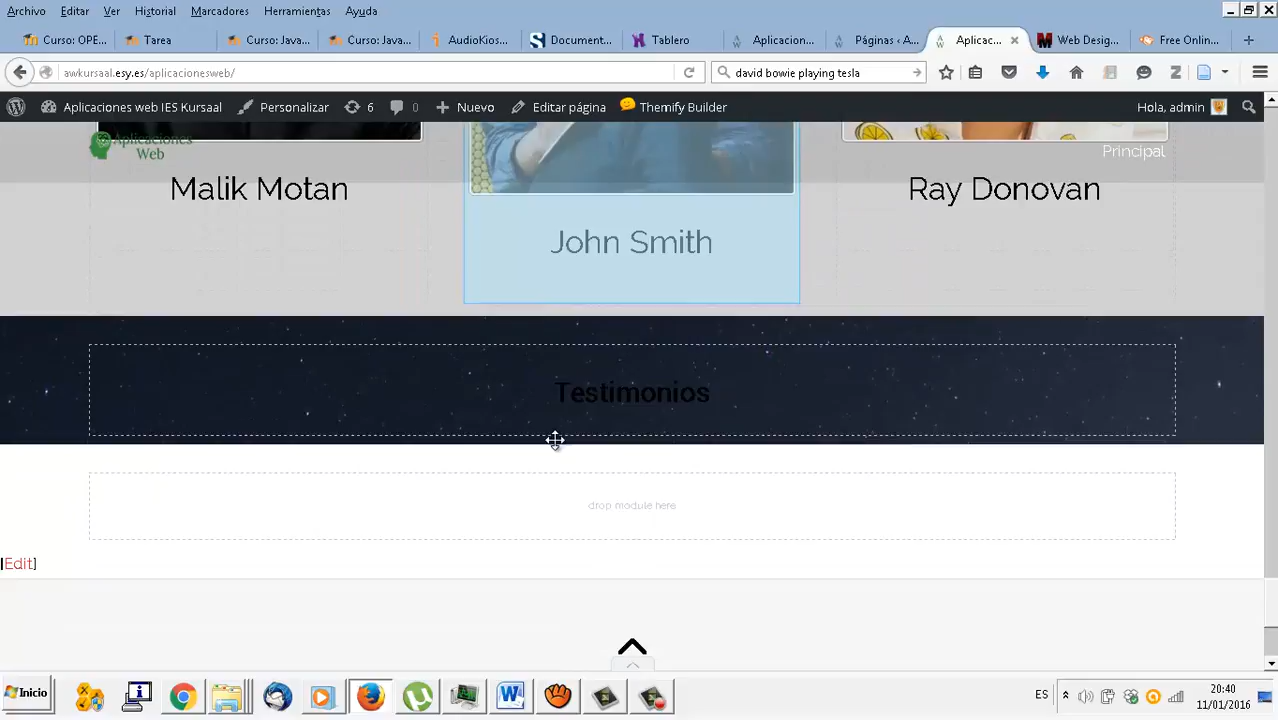 Archivo Editar Ver Historial Marcadores Herramientas Ayuda
Curso: OPE... Tarea Curso: Java... Curso: Java... AudioKios... Document... Tablero Aplicacion... Páginas ‹ A... Aplicac... Web Desig... Free Onlin...
awkursaal.esy.es/aplicacionesweb/ david bowie playing tesla
Aplicaciones web IES Kursaal Personalizar 6 0 Nuevo Editar página Themify Builder Hola, admin
Aplicaciones
Web
Principal
Malik Motan
Ray Donovan
John Smith
Testimonios
drop module here
[Edit]
Inicio ES 20:40
11/01/2016